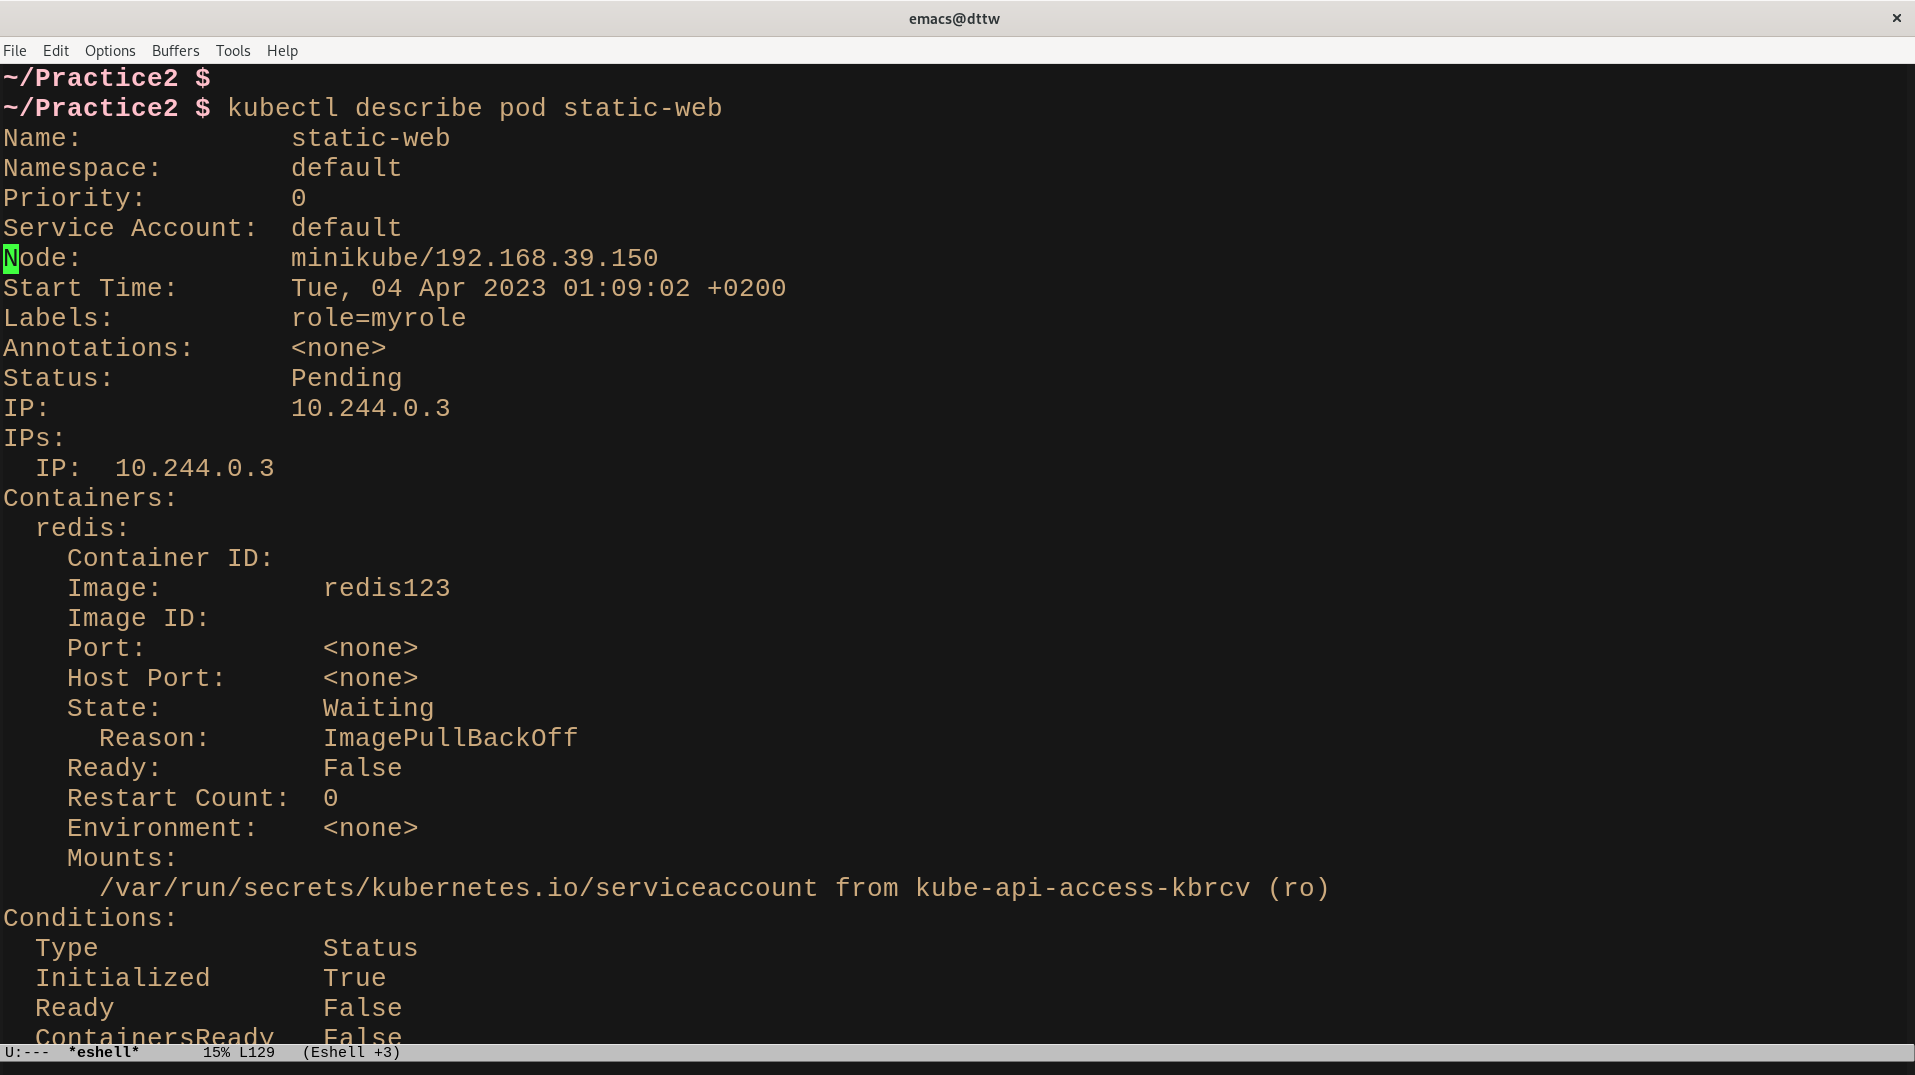 emacs@dttw ×
File Edit Options Buffers Tools Help
~/Practice2 $
~/Practice2 $ kubectl describe pod static-web
Name:             static-web
Namespace:        default
Priority:         0
Service Account:  default
Node:             minikube/192.168.39.150
Start Time:       Tue, 04 Apr 2023 01:09:02 +0200
Labels:           role=myrole
Annotations:      <none>
Status:           Pending
IP:               10.244.0.3
IPs:
  IP:  10.244.0.3
Containers:
  redis:
    Container ID:
    Image:          redis123
    Image ID:
    Port:           <none>
    Host Port:      <none>
    State:          Waiting
      Reason:       ImagePullBackOff
    Ready:          False
    Restart Count:  0
    Environment:    <none>
    Mounts:
      /var/run/secrets/kubernetes.io/serviceaccount from kube-api-access-kbrcv (ro)
Conditions:
  Type              Status
  Initialized       True
  Ready             False
  ContainersReady   False
U:---  *eshell*       15% L129   (Eshell +3)